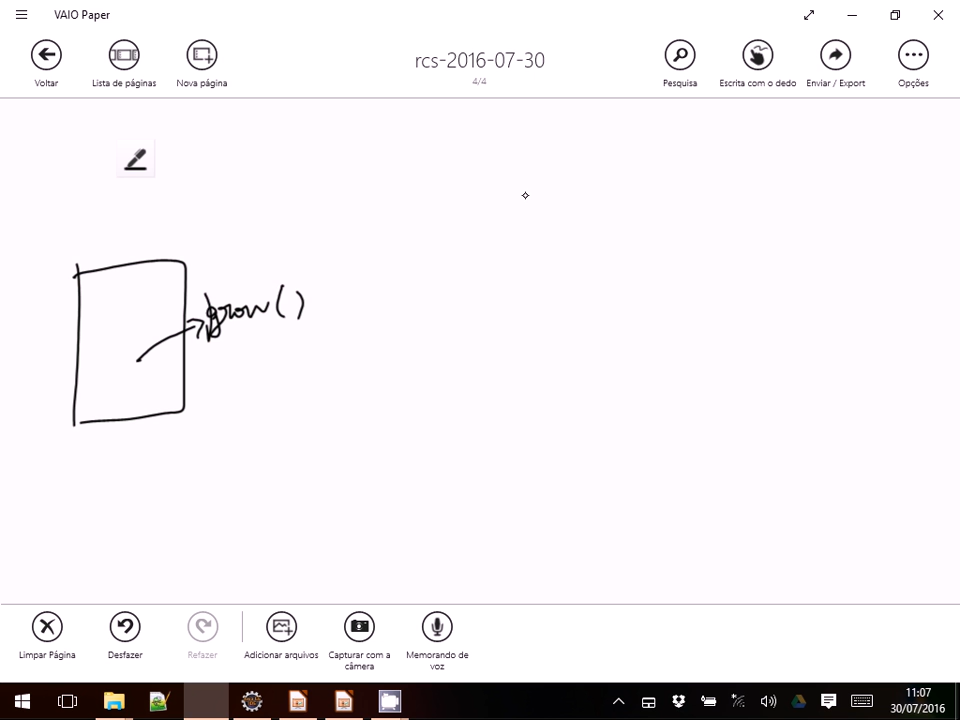 VAIO Paper
Voltar
Lista de páginas
Nova página
rcs-2016-07-30
4/4
Pesquisa
Escrita com o dedo
Enviar / Export
Opções
grow()
Limpar Página
Desfazer
Refazer
Adicionar arquivos
Capturar com a
câmera
Memorando de
voz
11:07
30/07/2016